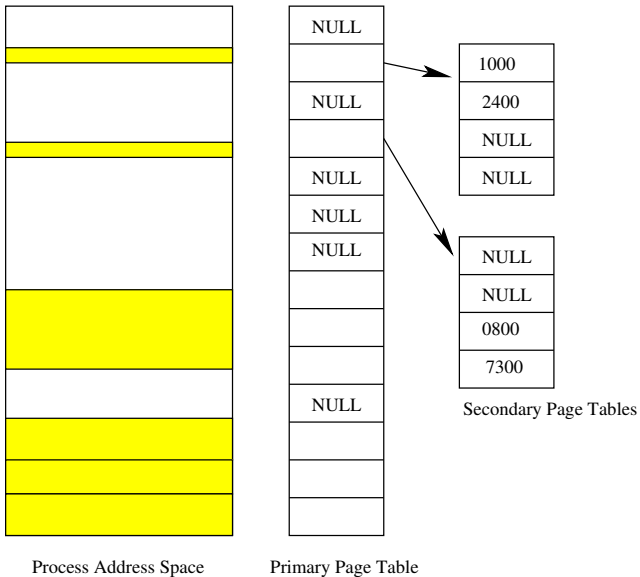 NULL
NULL
NULL
NULL
NULL
NULL
1000
2400
NULL
NULL
NULL
NULL
0800
7300
Secondary Page Tables
Process Address Space
Primary Page Table